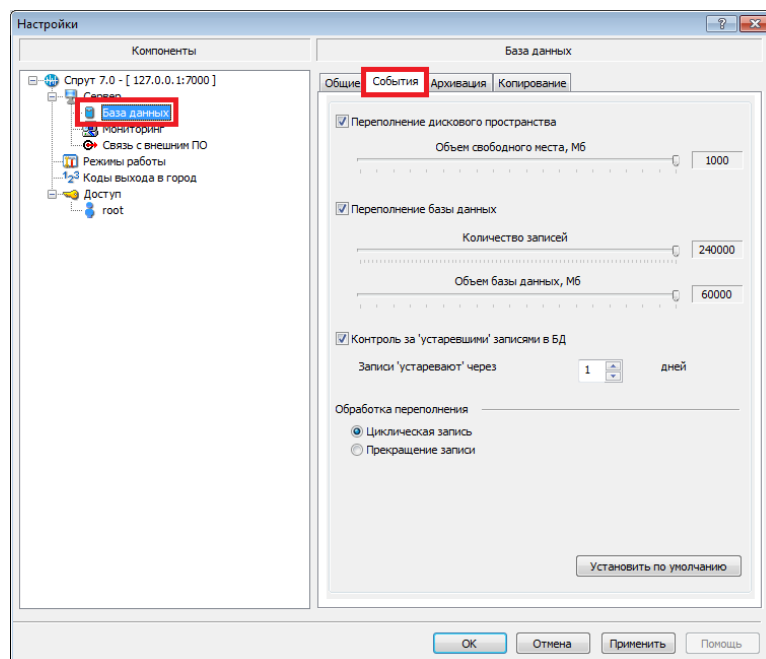 Настройки
Компоненты
База данных
Спрут 7.0 - [ 127.0.0.1:7000 ]
Сервер
База данных
Мониторинг
Связь с внешним ПО
Режимы работы
Коды выхода в город
Доступ
root
Общие События Архивация Копирование
Переполнение дискового пространства
Объем свободного места, Мб
1000
Переполнение базы данных
Количество записей
240000
Объем базы данных, Мб
60000
Контроль за 'устаревшими' записями в БД
Записи 'устаревают' через 1 дней
Обработка переполнения
Циклическая запись
Прекращение записи
Установить по умолчанию
OK Отмена Применить Помощь